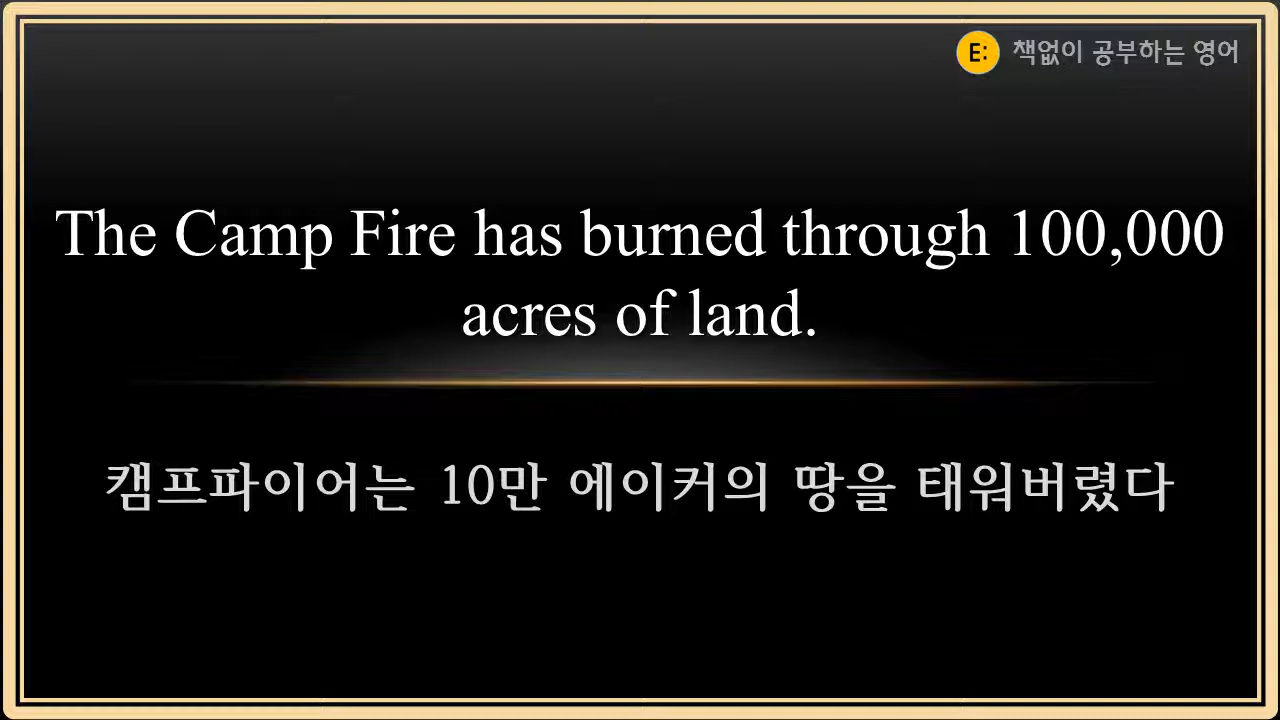 E: 책없이 공부하는 영어
The Camp Fire has burned through 100,000
acres of land.
캠프파이어는 10만 에이커의 땅을 태워버렸다